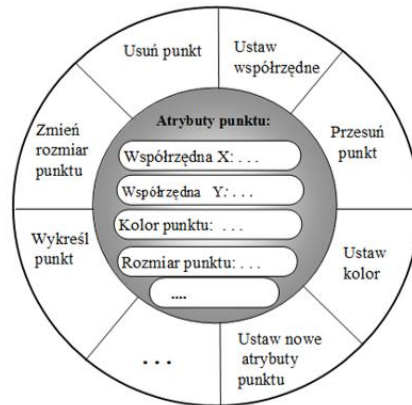 Usuń punkt
Ustaw
współrzędne
Zmień
rozmiar
punktu
Atrybuty punktu:
Przesuń
punkt
Współrzędna X: . . .
Współrzędna Y: . . .
Kolor punktu: . . .
Wykreśl
punkt
Ustaw
kolor
Rozmiar punktu: . . .
....
. . .
Ustaw nowe
atrybuty
punktu